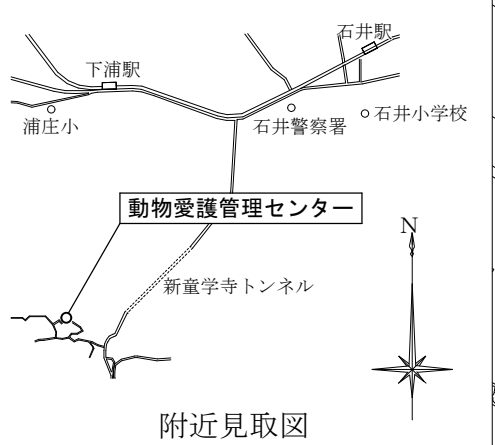 石井駅
下浦駅
浦庄小
石井警察署
石井小学校
動物愛護管理センター
N
新童学寺トンネル
附近見取図